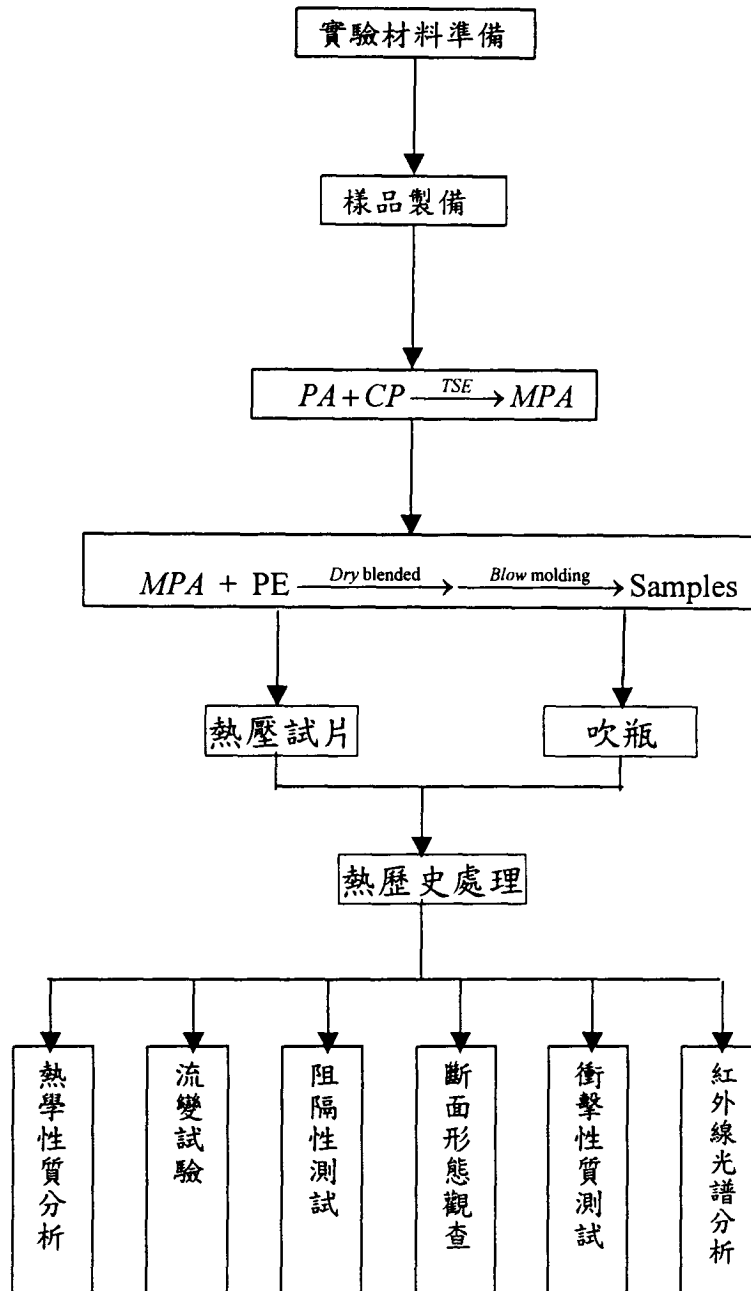 實驗材料準備
樣品製備
PA+CP TSE→ MPA
MPA + PE Dry blended→ Blow molding→ Samples
熱壓試片
吹瓶
熱歷史處理
熱學性質分析
流變試驗
阻隔性測試
斷面形態觀查
衝擊性質測試
紅外線光譜分析